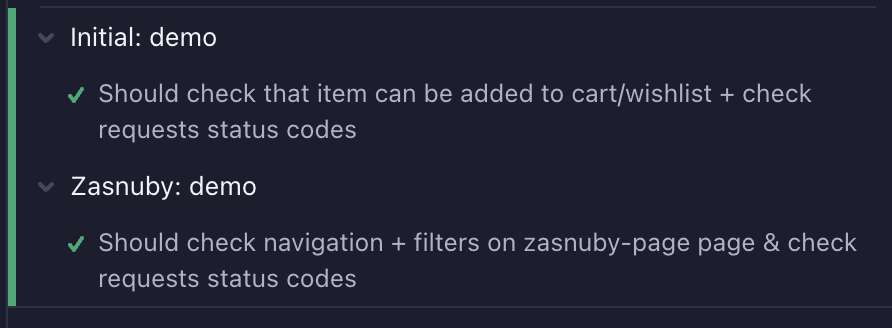 Initial: demo
Should check that item can be added to cart/wishlist + check
requests status codes
Zasnuby: demo
Should check navigation + filters on zasnuby-page page & check
requests status codes